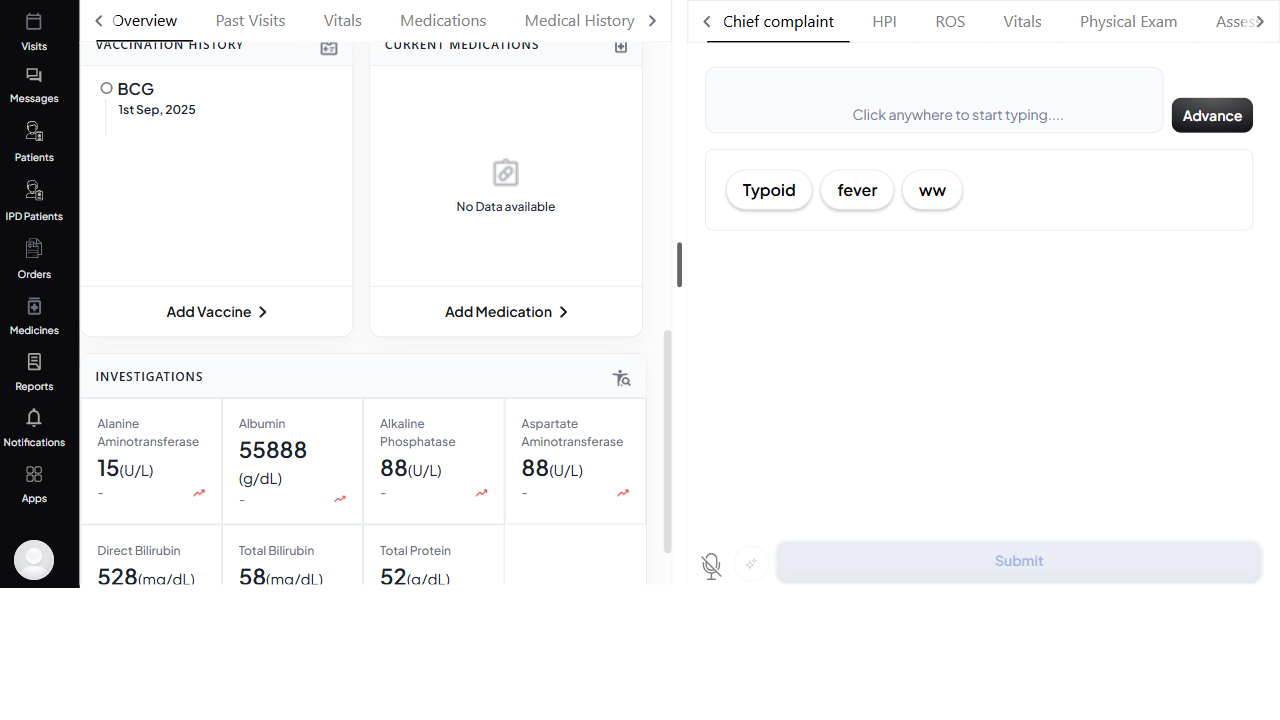 Visits
Messages
Patients
IPD Patients
Orders
Medicines
Reports
Notifications
Apps
Overview Past Visits Vitals Medications Medical History
VACCINATION HISTORY
BCG
1st Sep, 2025
Add Vaccine
CURRENT MEDICATIONS
No Data available
Add Medication
INVESTIGATIONS
Alanine
Aminotransferase
15(U/L)
-
Albumin
55888
(g/dL)
-
Alkaline
Phosphatase
88(U/L)
-
Aspartate
Aminotransferase
88(U/L)
-
Direct Bilirubin
528(mg/dL)
Total Bilirubin
58(mg/dL)
Total Protein
52(g/dL)
Chief complaint HPI ROS Vitals Physical Exam
Click anywhere to start typing....
Advance
Typoid fever ww
Submit